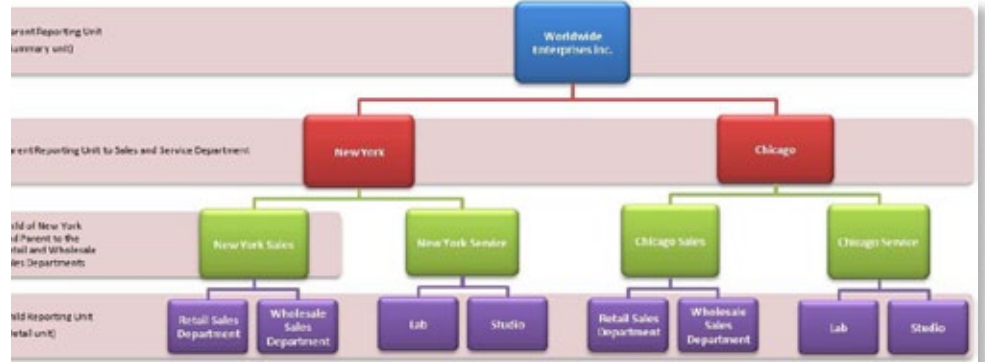 arent Reporting Unit
ummary unit)
Worldwide
Enterprises Inc.
arent Reporting Unit to Sales and Service Department
New York
Chicago
ild of New York
d Parent to the
etail and Wholesale
les Departments
New York Sales
New York Service
Chicago Sales
Chicago Service
hild Reporting Unit
etail unit)
Retail Sales
Department
Wholesale
Sales
Department
Lab
Studio
Retail Sales
Department
Wholesale
Sales
Department
Lab
Studio